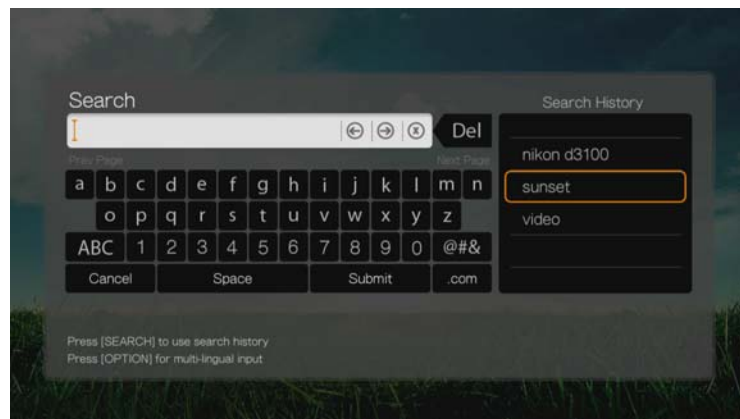 Search
Search History
Del
Prev Page
Next Page
a b c d e f g h i j k l m n
o p q r s t u v w x y z
ABC 1 2 3 4 5 6 7 8 9 0 @#&
Cancel Space Submit .com
nikon d3100
sunset
video
Press [SEARCH] to use search history
Press [OPTION] for multi-lingual input